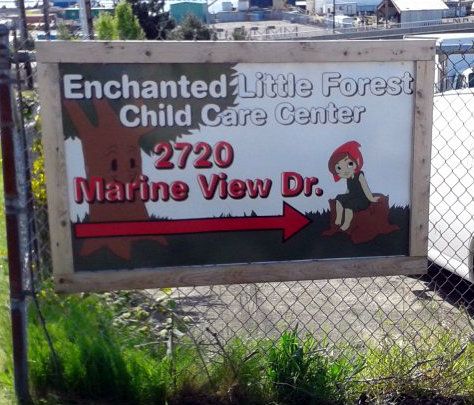 Enchanted Little Forest
Child Care Center
2720
Marine View Dr.